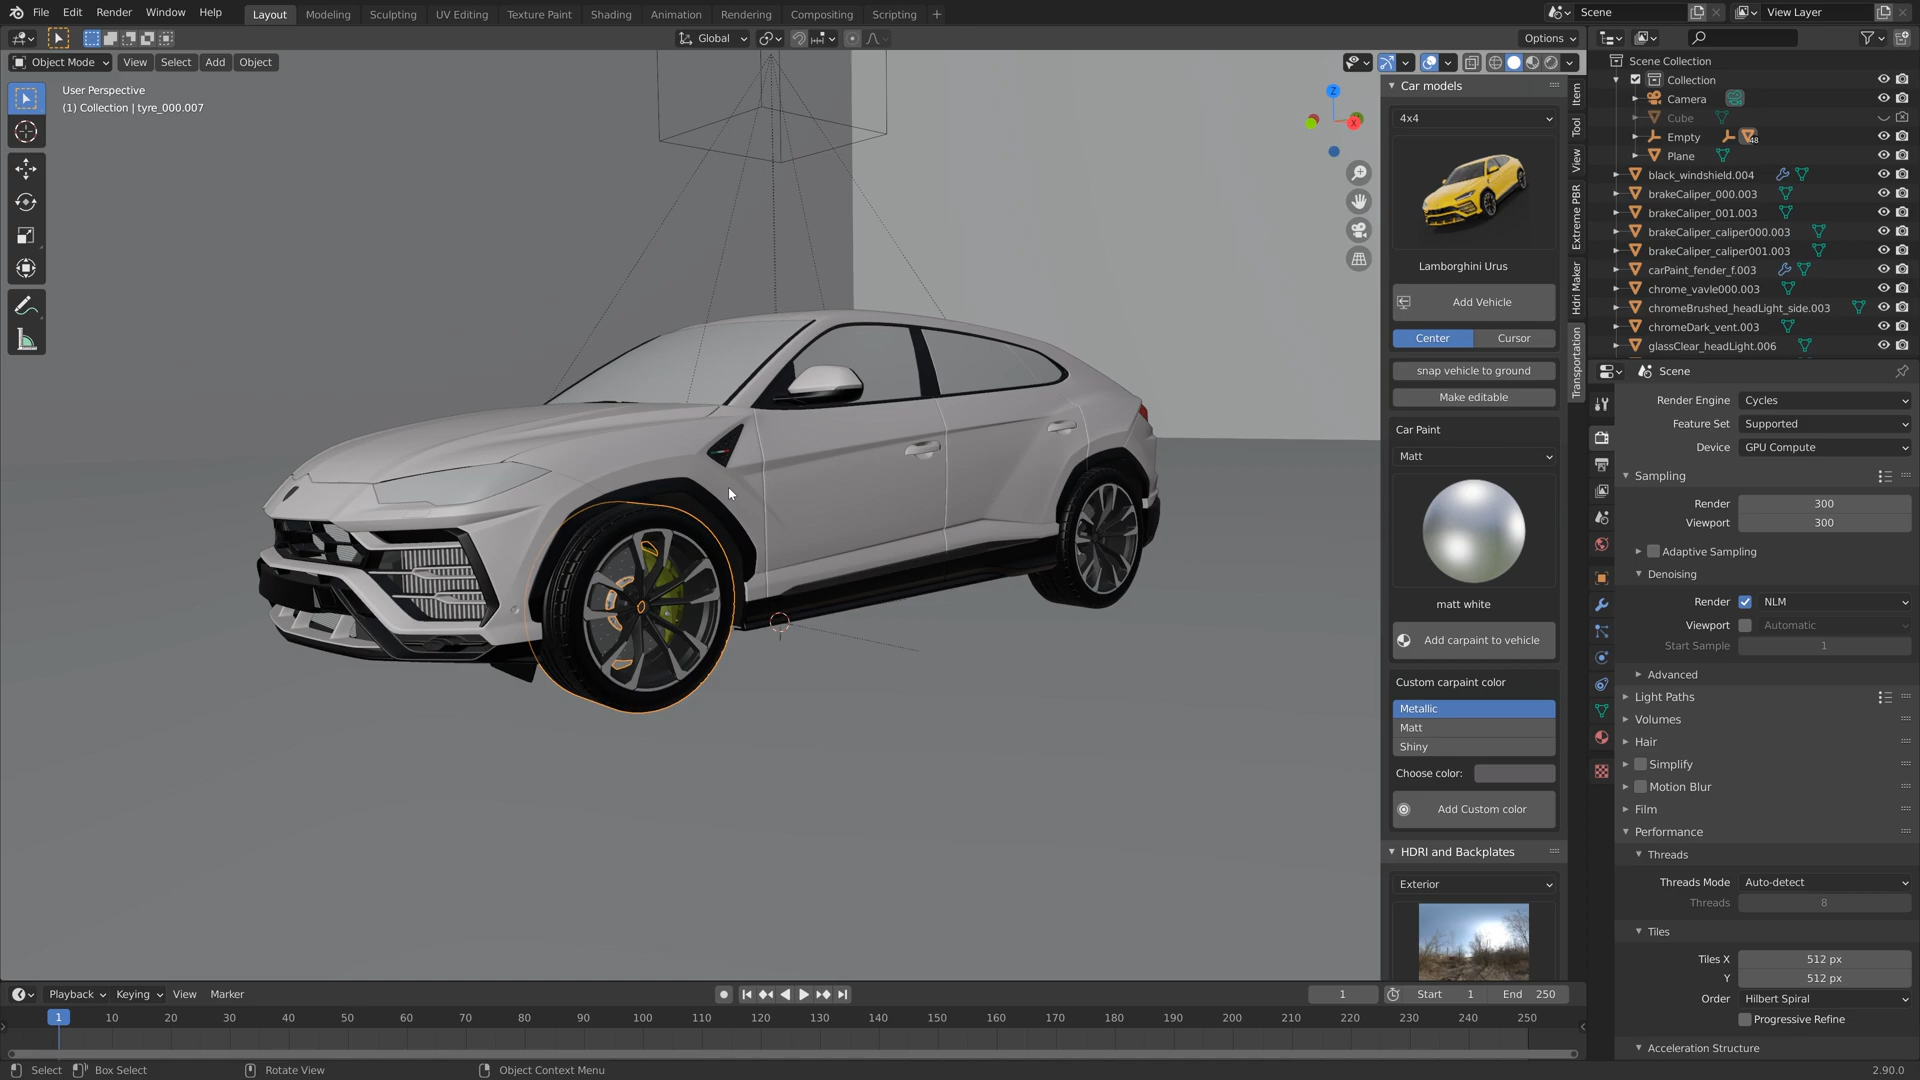 File Edit Render Window Help Layout Modeling Sculpting UV Editing Texture Paint Shading Animation Rendering Compositing Scripting + Scene View Layer
Global Options
Object Mode View Select Add Object
User Perspective
(1) Collection | tyre_000.007
Z
X
Car models
4x4
Lamborghini Urus
Add Vehicle
Center Cursor
snap vehicle to ground
Make editable
Car Paint
Matt
matt white
Add carpaint to vehicle
Custom carpaint color
Metallic
Matt
Shiny
Choose color:
Add Custom color
HDRI and Backplates
Exterior
Item
Tool
View
Extreme PBR
Hdri Maker
Transportation
Scene Collection
Collection
Camera
Cube
Empty 48
Plane
black_windshield.004
brakeCaliper_000.003
brakeCaliper_001.003
brakeCaliper_caliper000.003
brakeCaliper_caliper001.003
carPaint_fender_f.003
chrome_vavle000.003
chromeBrushed_headLight_side.003
chromeDark_vent.003
glassClear_headLight.006
Scene
Render Engine Cycles
Feature Set Supported
Device GPU Compute
Sampling
Render 300
Viewport 300
Adaptive Sampling
Denoising
Render NLM
Viewport Automatic
Start Sample 1
Advanced
Light Paths
Volumes
Hair
Simplify
Motion Blur
Film
Performance
Threads
Threads Mode Auto-detect
Threads 8
Tiles
Tiles X 512 px
Y 512 px
Order Hilbert Spiral
Progressive Refine
Acceleration Structure
Playback Keying View Marker 1 Start 1 End 250
1 10 20 30 40 50 60 70 80 90 100 110 120 130 140 150 160 170 180 190 200 210 220 230 240 250
Select Box Select Rotate View Object Context Menu 2.90.0